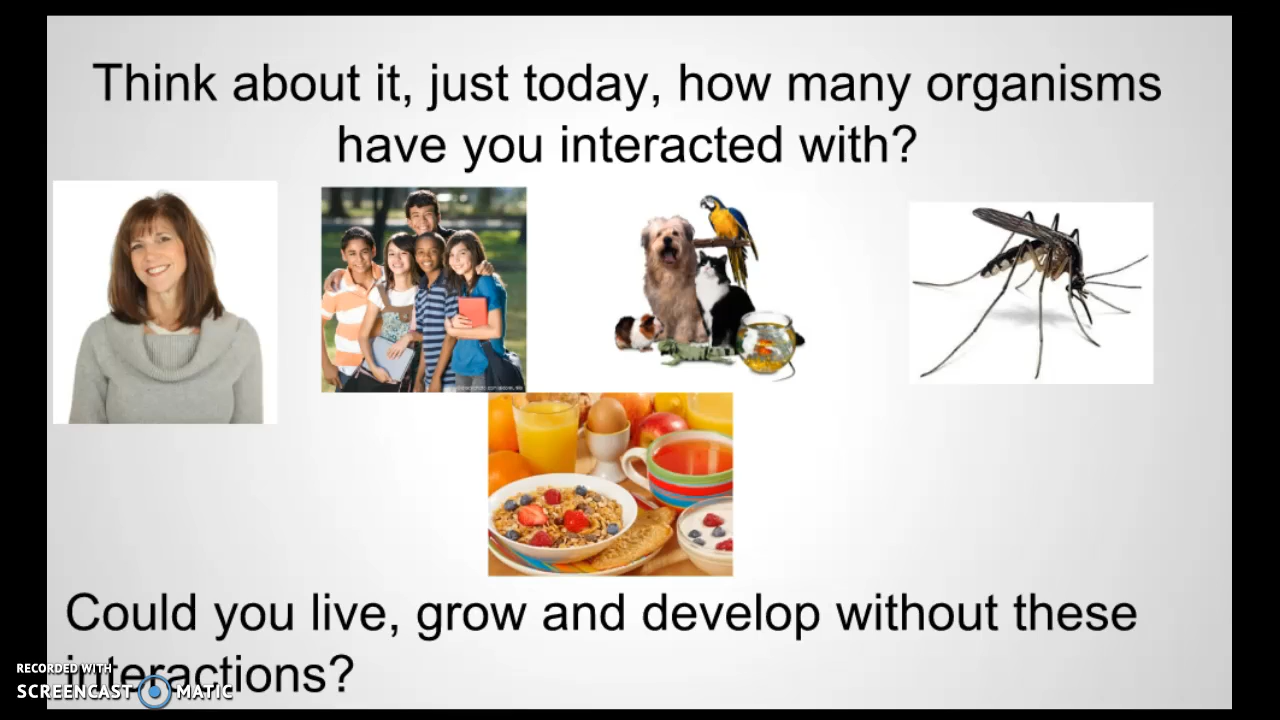 Think about it, just today, how many organisms
have you interacted with?
Could you live, grow and develop without these
interactions?
RECORDED WITH
SCREENCAST MATIC